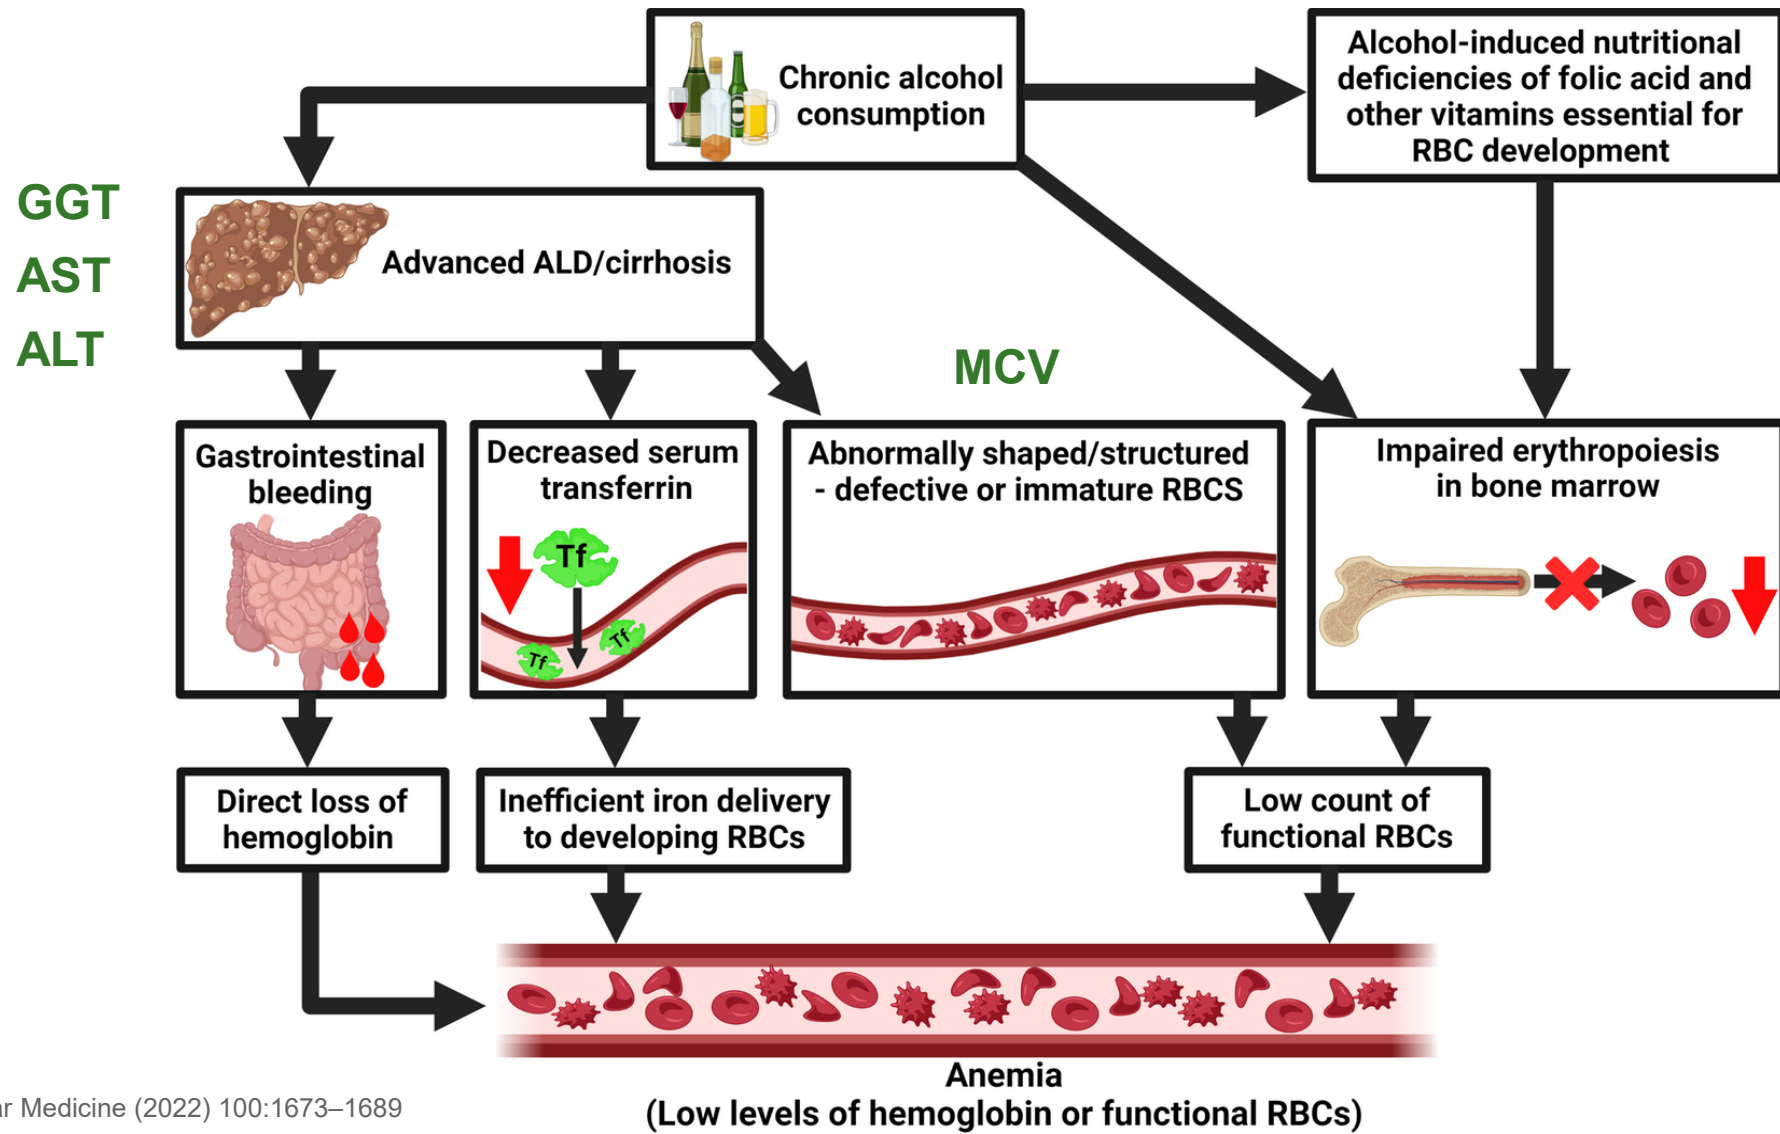 Chronic alcohol
consumption
Alcohol-induced nutritional
deficiencies of folic acid and
other vitamins essential for
RBC development
GGT
AST
ALT
Advanced ALD/cirrhosis
MCV
Gastrointestinal
bleeding
Decreased serum
transferrin
Tf
Tf
Tf
Abnormally shaped/structured
- defective or immature RBCS
Impaired erythropoiesis
in bone marrow
Direct loss of
hemoglobin
Inefficient iron delivery
to developing RBCs
Low count of
functional RBCs
Anemia
(Low levels of hemoglobin or functional RBCs)
Medicine (2022) 100:1673–1689